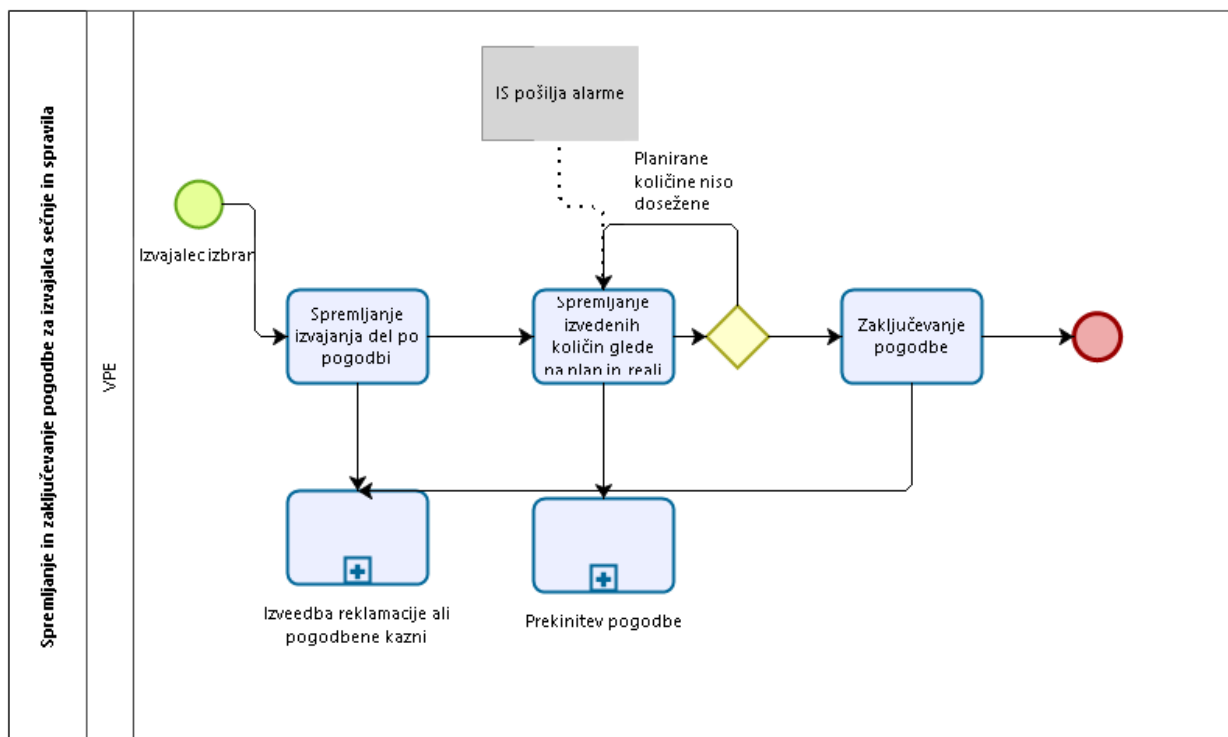 Spremljanje in zaključevanje pogodbe za izvajalca sečnje in spravila
VPE
IS pošilja alarme
Planirane
količine niso
dosežene
Izvajalec izbran
Spremljanje
izvajanja del po
pogodbi
Spremljanje
izvedenih
količin glede
na plan in reali
Zaključevanje
pogodbe
Izveedba reklamacije ali
pogodbene kazni
Prekinitev pogodbe